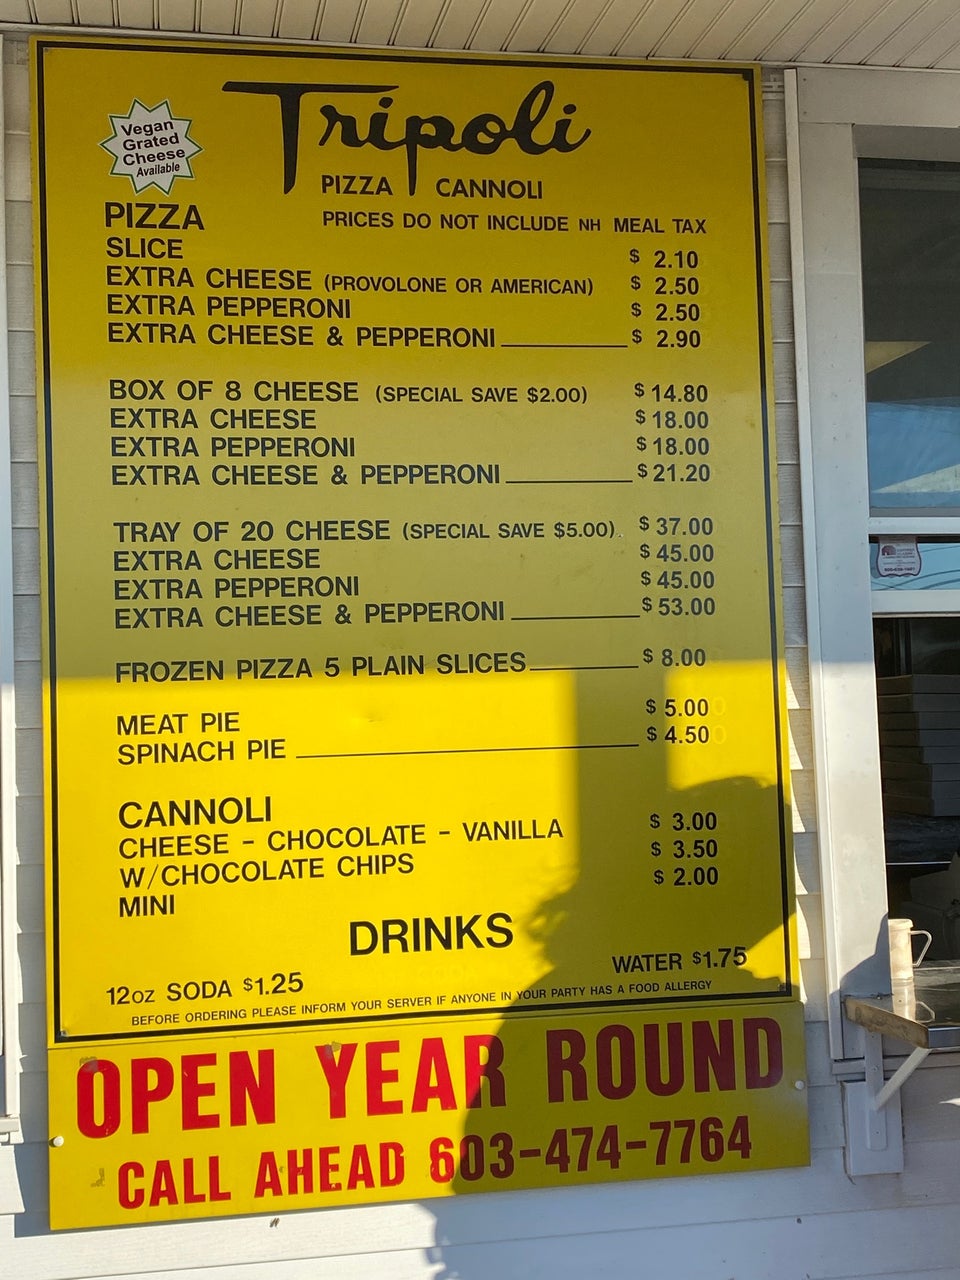 Tripoli
PIZZA CANNOLI
Vegan
Grated
Cheese
Available
PIZZA PRICES DO NOT INCLUDE NH MEAL TAX
SLICE $ 2.10
EXTRA CHEESE (PROVOLONE OR AMERICAN) $ 2.50
EXTRA PEPPERONI $ 2.50
EXTRA CHEESE & PEPPERONI $ 2.90
BOX OF 8 CHEESE (SPECIAL SAVE $2.00) $ 14.80
EXTRA CHEESE $ 18.00
EXTRA PEPPERONI $ 18.00
EXTRA CHEESE & PEPPERONI $ 21.20
TRAY OF 20 CHEESE (SPECIAL SAVE $5.00) $ 37.00
EXTRA CHEESE $ 45.00
EXTRA PEPPERONI $ 45.00
EXTRA CHEESE & PEPPERONI $ 53.00
FROZEN PIZZA 5 PLAIN SLICES $ 8.00
MEAT PIE $ 5.00
SPINACH PIE $ 4.50
CANNOLI
CHEESE - CHOCOLATE - VANILLA $ 3.00
W/CHOCOLATE CHIPS $ 3.50
MINI $ 2.00
DRINKS
12oz SODA $1.25 WATER $1.75
BEFORE ORDERING PLEASE INFORM YOUR SERVER IF ANYONE IN YOUR PARTY HAS A FOOD ALLERGY
OPEN YEAR ROUND
CALL AHEAD 603-474-7764